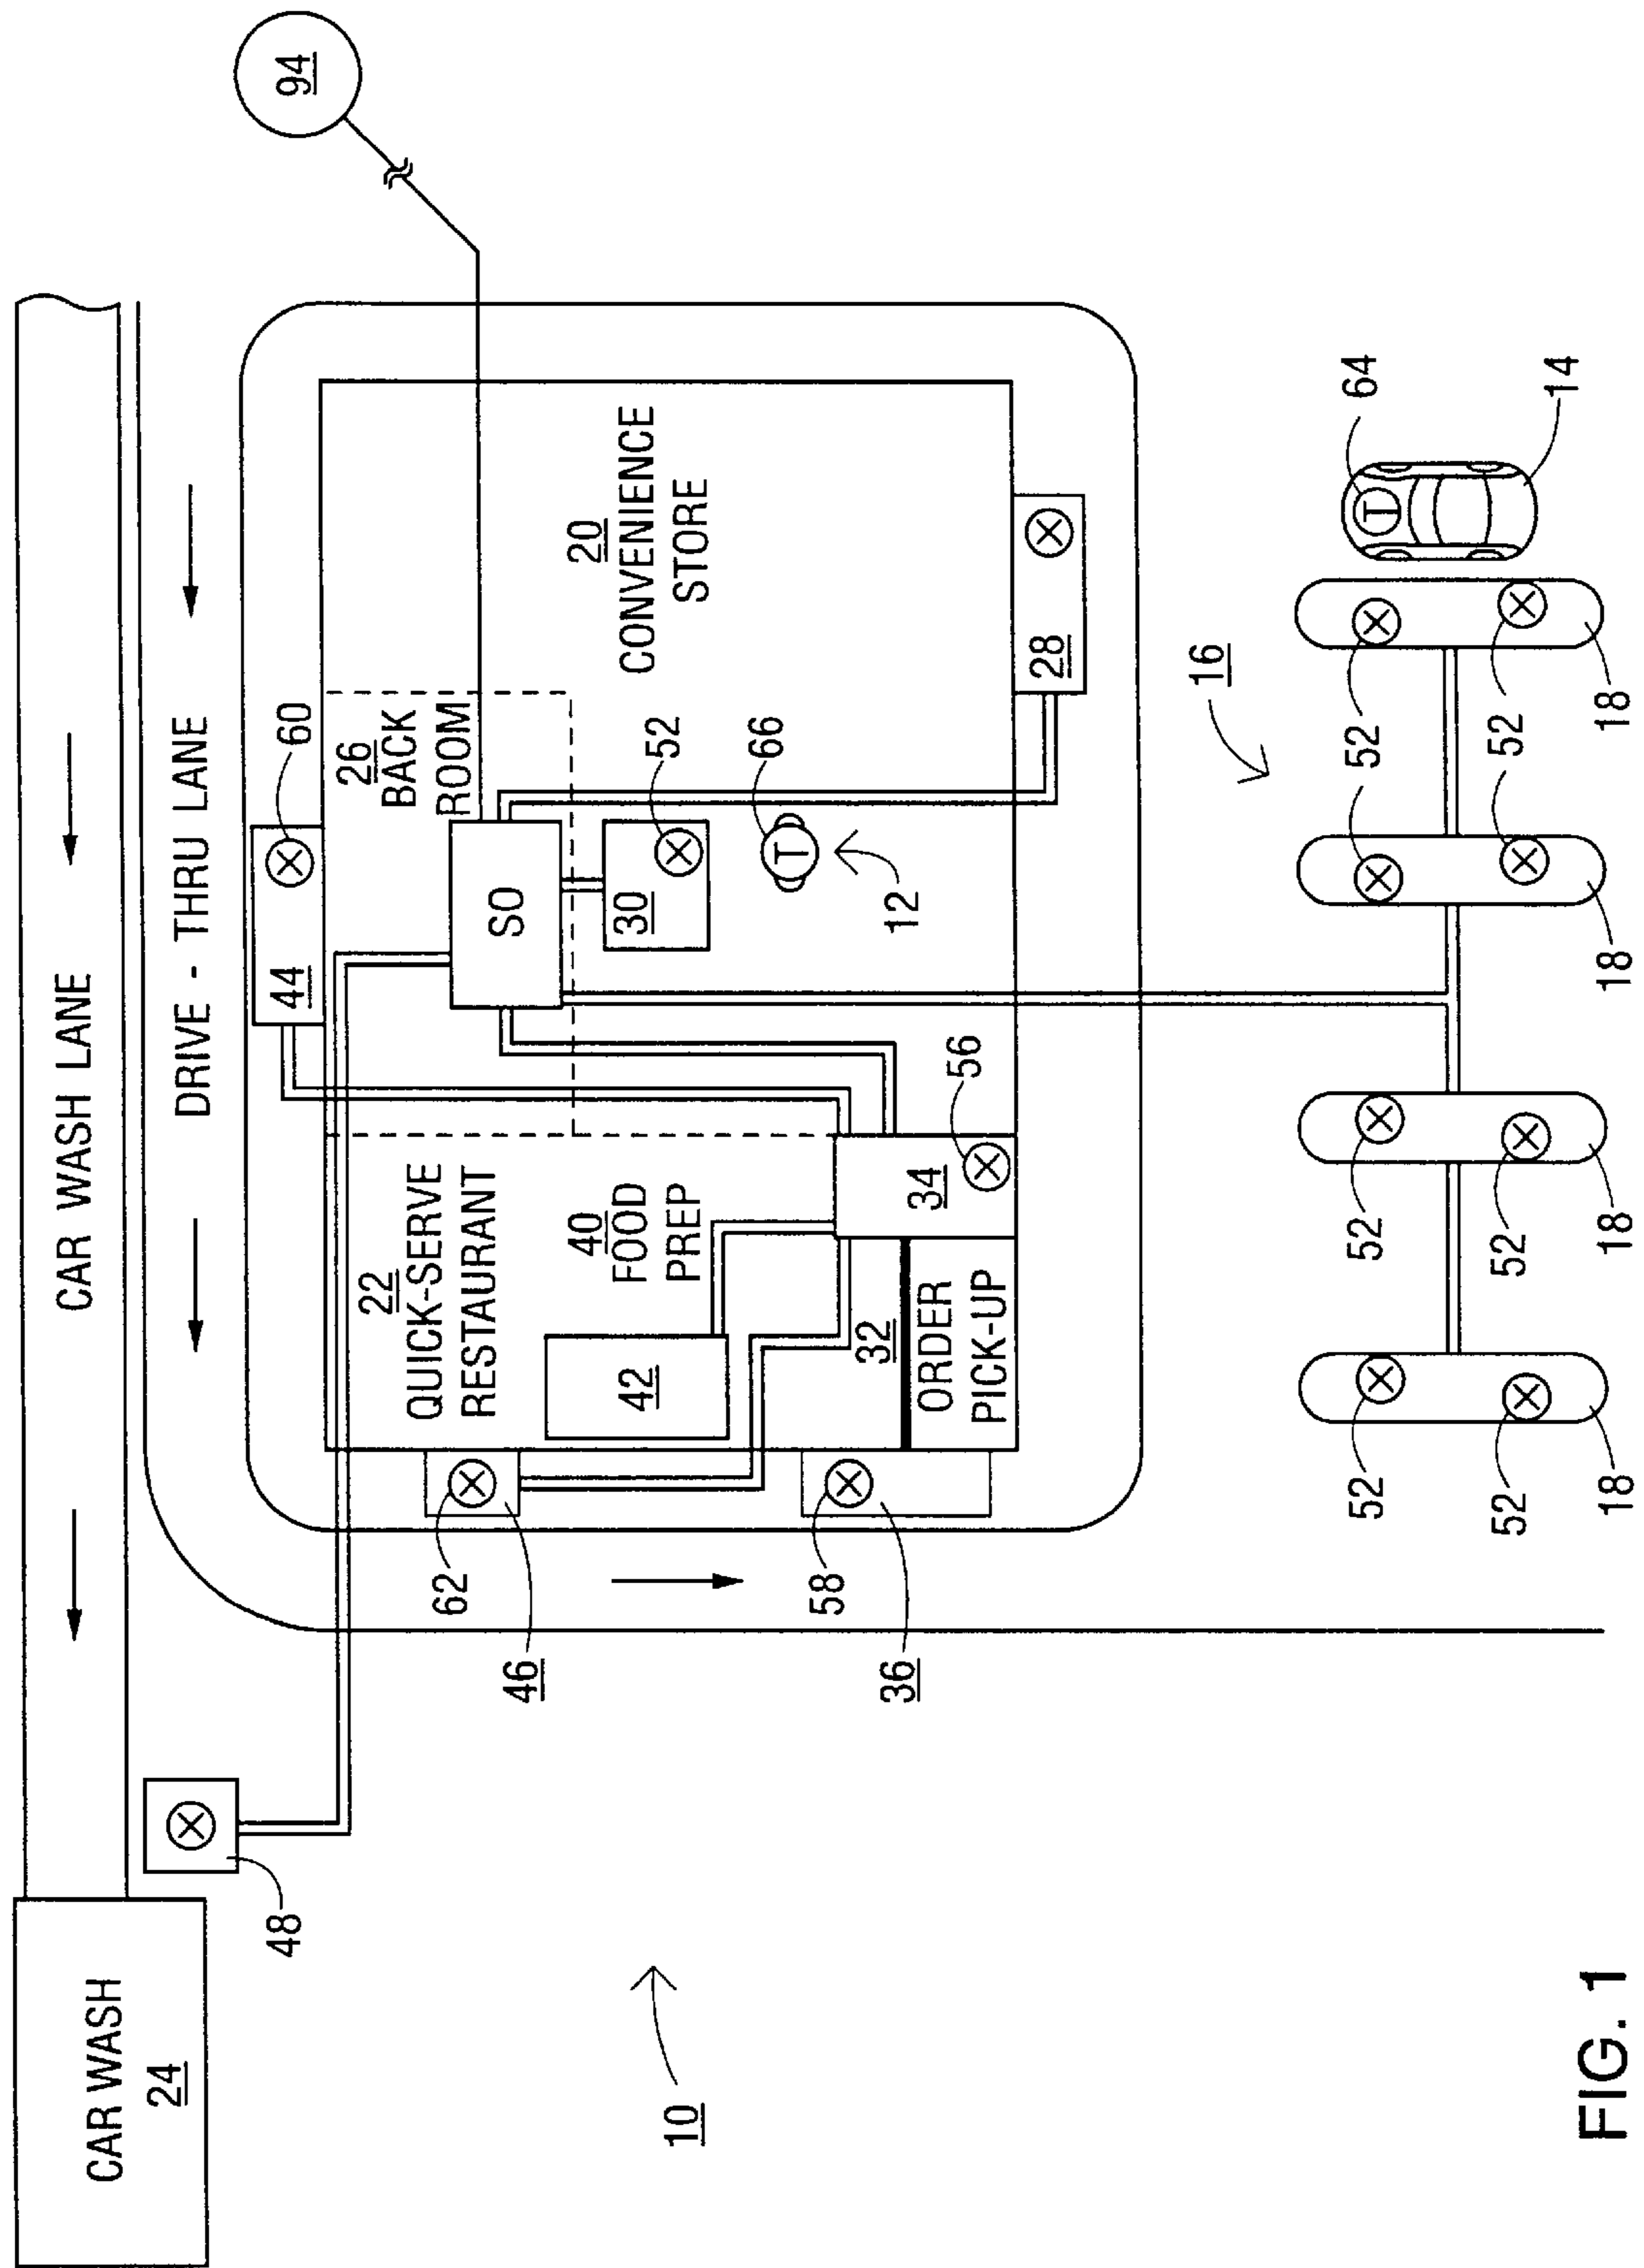 CAR WASH LANE
CAR WASH
24
DRIVE - THRU LANE
48
44
60
94
22
QUICK-SERVE
RESTAURANT
26
BACK
ROOM
62
46
SO
40
FOOD
PREP
42
20
CONVENIENCE
STORE
30
52
10
58
36
32
34
56
66
12
ORDER
PICK-UP
28
16
52
52
52
52
64
52
52
52
52
14
FIG. 1
18
18
18
18